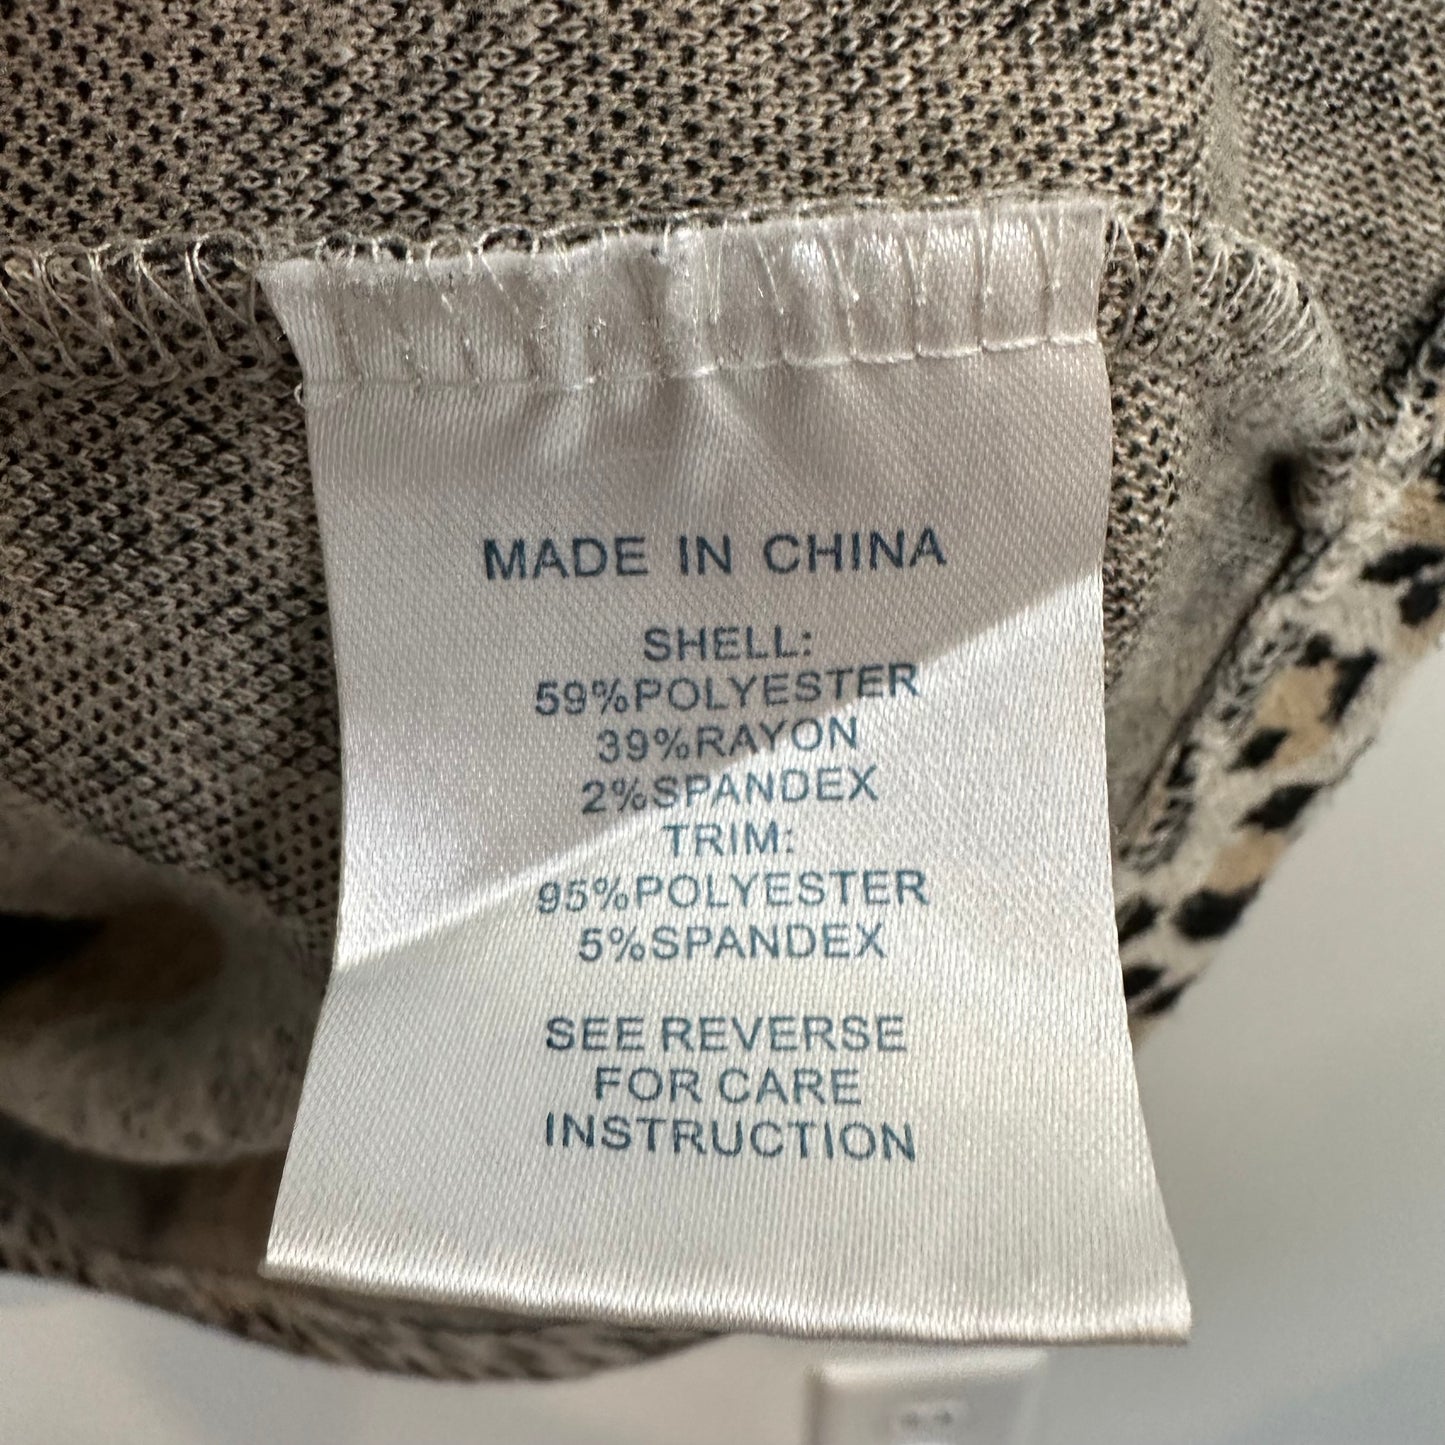 MADE IN CHINA
SHELL:
59%POLYESTER
39%RAYON
2%SPANDEX
TRIM:
95%POLYESTER
5%SPANDEX
SEE REVERSE
FOR CARE
INSTRUCTION